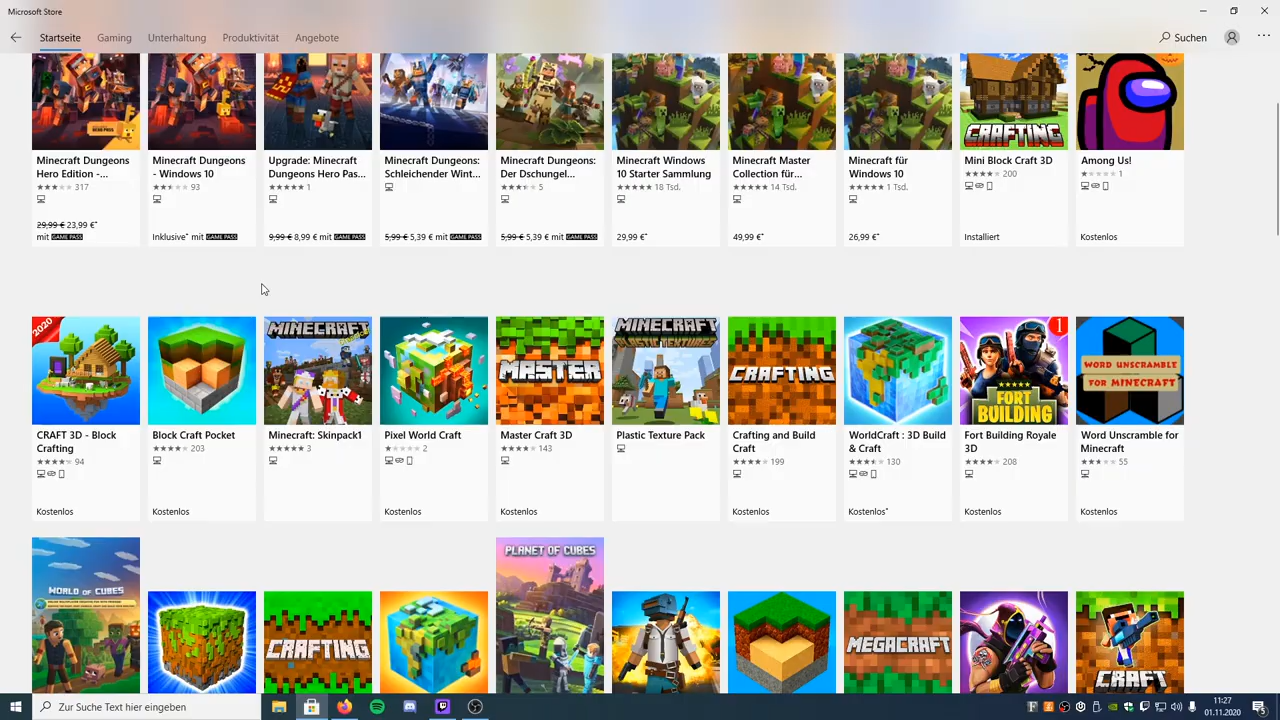 Microsoft Store
Startseite Gaming Unterhaltung Produktivität Angebote Suchen
CRAFTING
Minecraft Dungeons Hero Edition -...
317
29,99 € 23,99 €*
mit GAME PASS
Minecraft Dungeons - Windows 10
93
Inklusive* mit GAME PASS
Upgrade: Minecraft Dungeons Hero Pas...
1
9,99 € 8,99 € mit GAME PASS
Minecraft Dungeons: Schleichender Wint...
5,99 € 5,39 € mit GAME PASS
Minecraft Dungeons: Der Dschungel...
5
5,99 € 5,39 € mit GAME PASS
Minecraft Windows 10 Starter Sammlung
18 Tsd.
29,99 €*
Minecraft Master Collection für...
14 Tsd.
49,99 €*
Minecraft für Windows 10
1 Tsd.
26,99 €*
Mini Block Craft 3D
200
Installiert
Among Us!
1
Kostenlos
2020
CRAFT 3D - Block Crafting
94
Kostenlos
Block Craft Pocket
203
Kostenlos
MINECRAFT
Minecraft: Skinpack1
3
Pixel World Craft
2
Kostenlos
MASTER
Master Craft 3D
143
Kostenlos
MINECRAFT
PLASTIC TEXTURES
Plastic Texture Pack
CRAFTING
Crafting and Build Craft
199
Kostenlos
WorldCraft : 3D Build & Craft
130
Kostenlos*
1
FORT
BUILDING
Fort Building Royale 3D
208
Kostenlos
WORD UNSCRAMBLE
FOR MINECRAFT
Word Unscramble for Minecraft
55
Kostenlos
WORLD OF CUBES
CRAFTING
PLANET OF CUBES
MEGACRAFT
CRAFT
Zur Suche Text hier eingeben
11:27
01.11.2020
5